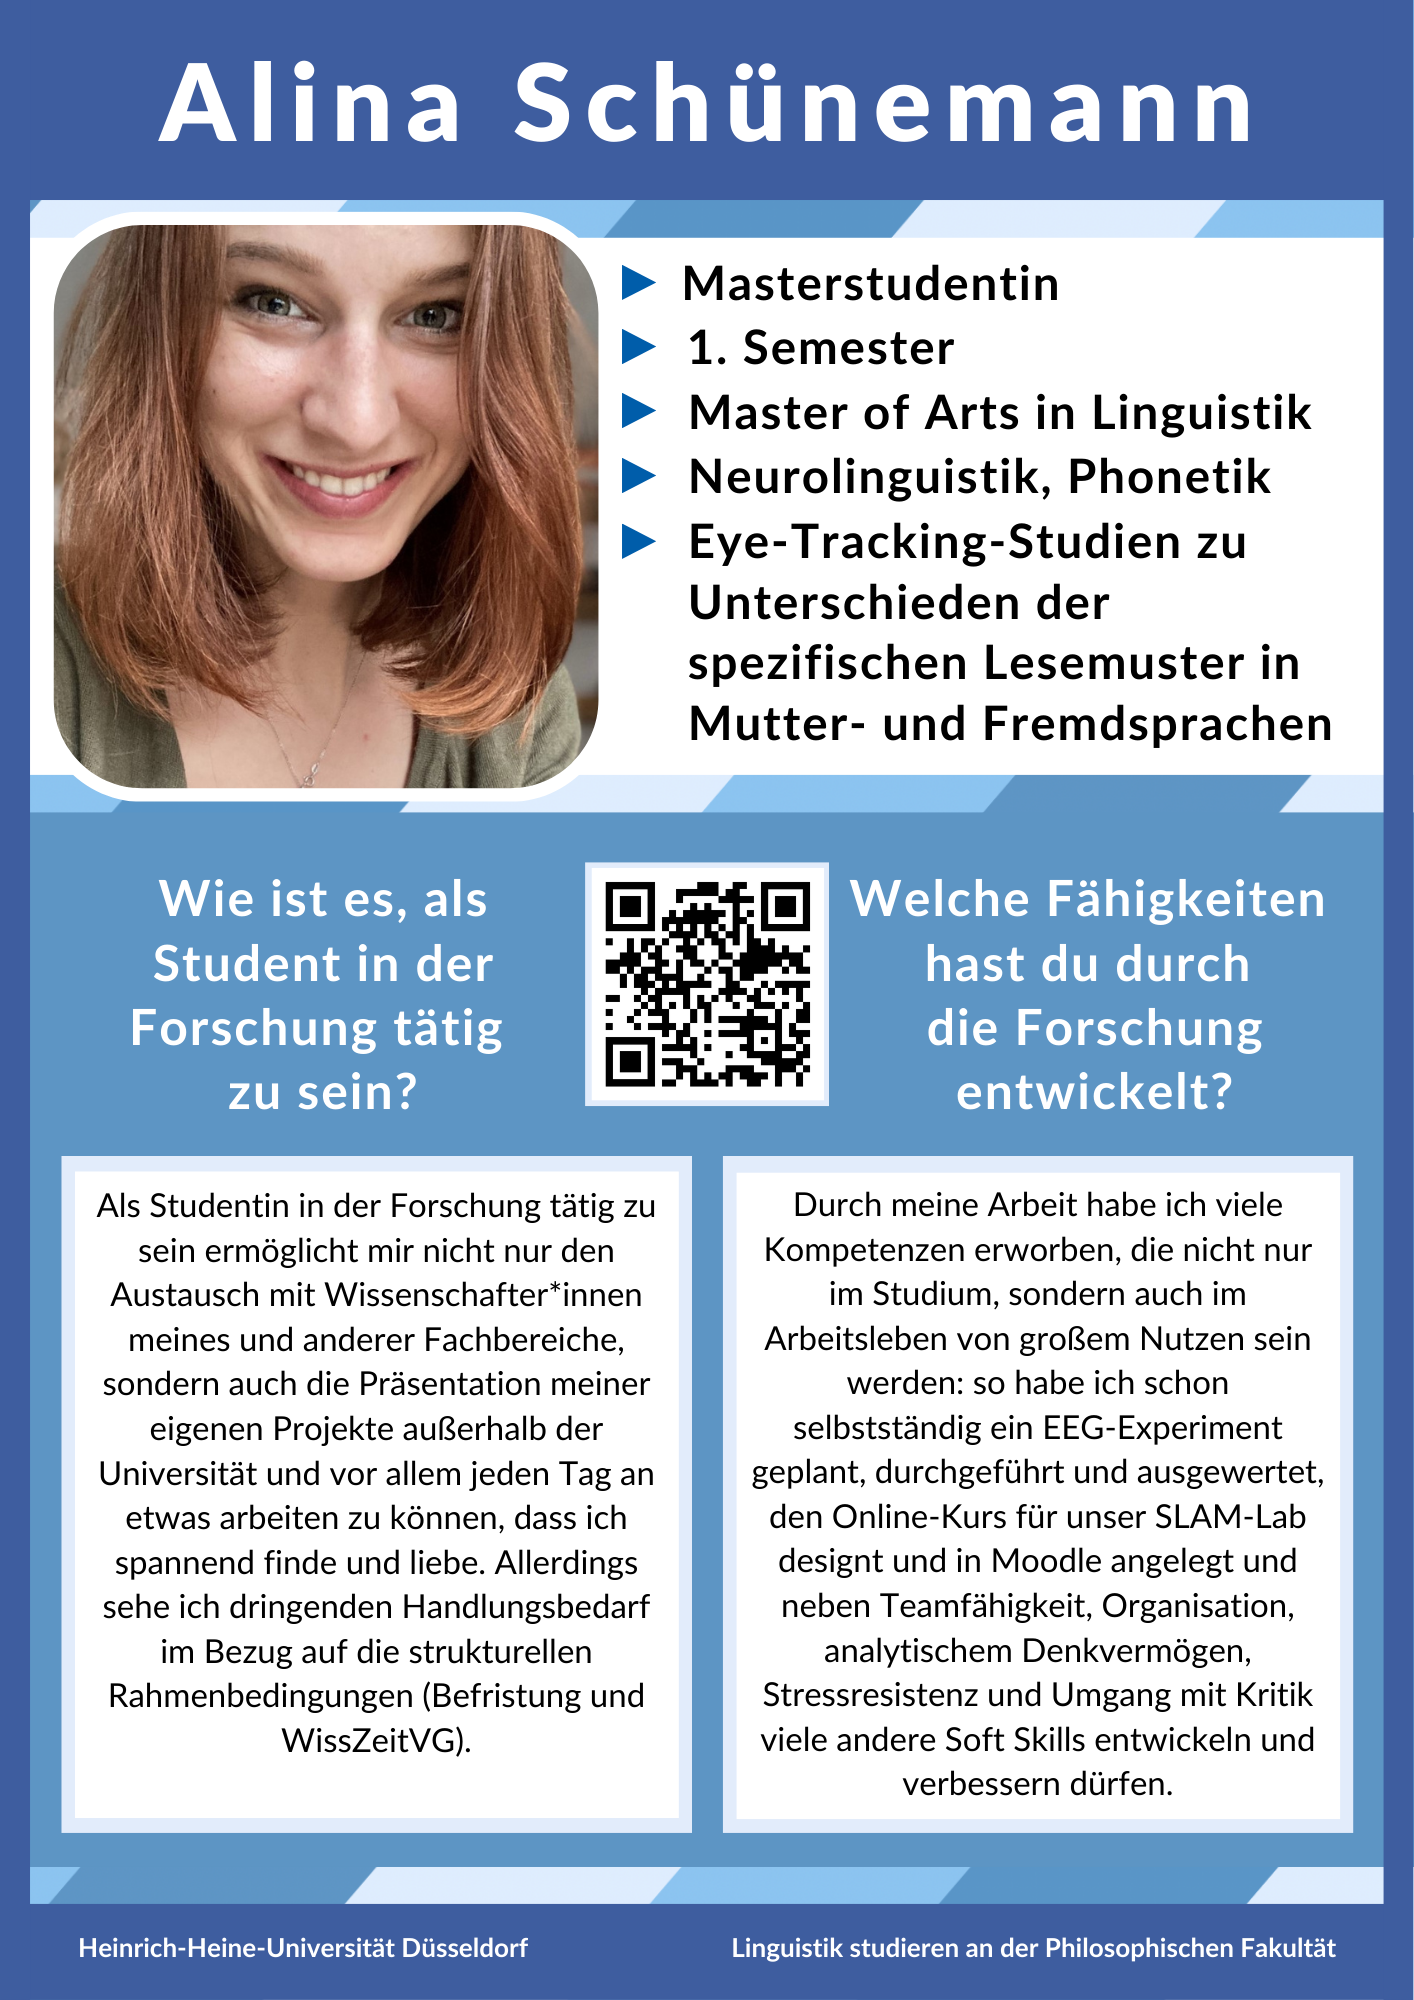 Alina Schünemann
Masterstudentin
1. Semester
Master of Arts in Linguistik
Neurolinguistik, Phonetik
Eye-Tracking-Studien zu
Unterschieden der
spezifischen Lesemuster in
Mutter- und Fremdsprachen
Wie ist es, als
Student in der
Forschung tätig
zu sein?
Als Studentin in der Forschung tätig zu
sein ermöglicht mir nicht nur den
Austausch mit Wissenschafter*innen
meines und anderer Fachbereiche,
sondern auch die Präsentation meiner
eigenen Projekte außerhalb der
Universität und vor allem jeden Tag an
etwas arbeiten zu können, dass ich
spannend finde und liebe. Allerdings
sehe ich dringenden Handlungsbedarf
im Bezug auf die strukturellen
Rahmenbedingungen (Befristung und
WissZeitVG).
Welche Fähigkeiten
hast du durch
die Forschung
entwickelt?
Durch meine Arbeit habe ich viele
Kompetenzen erworben, die nicht nur
im Studium, sondern auch im
Arbeitsleben von großem Nutzen sein
werden: so habe ich schon
selbstständig ein EEG-Experiment
geplant, durchgeführt und ausgewertet,
den Online-Kurs für unser SLAM-Lab
designt und in Moodle angelegt und
neben Teamfähigkeit, Organisation,
analytischem Denkvermögen,
Stressresistenz und Umgang mit Kritik
viele andere Soft Skills entwickeln und
verbessern dürfen.
Heinrich-Heine-Universität Düsseldorf
Linguistik studieren an der Philosophischen Fakultät